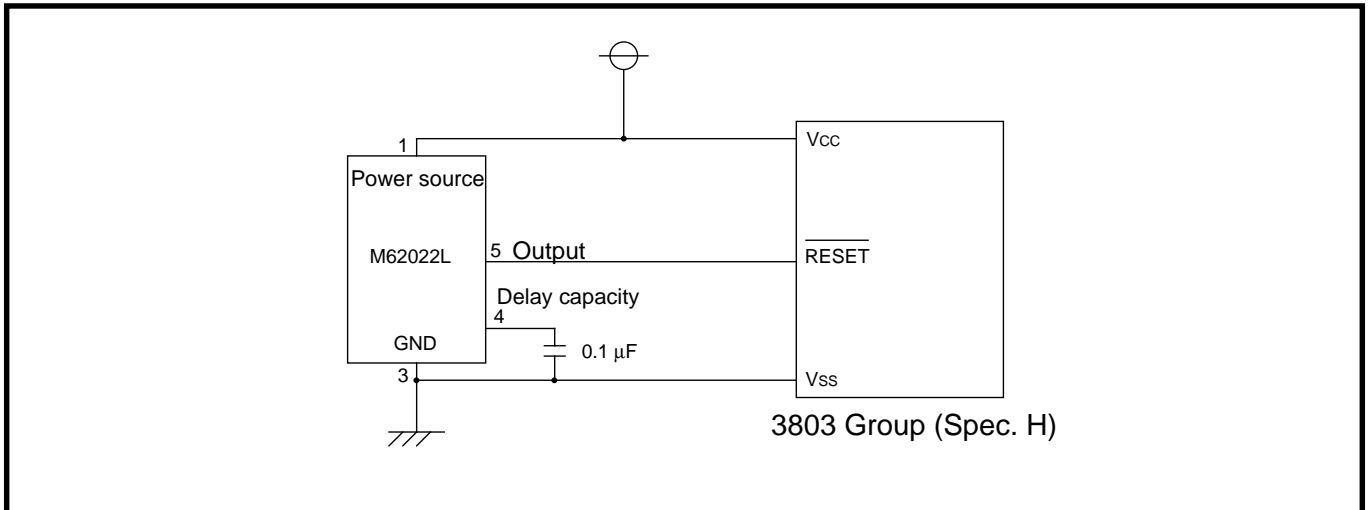 1
Vcc
Power source
M62022L
5 Output
RESET
Delay capacity
4
GND
0.1 μF
3
Vss
3803 Group (Spec. H)